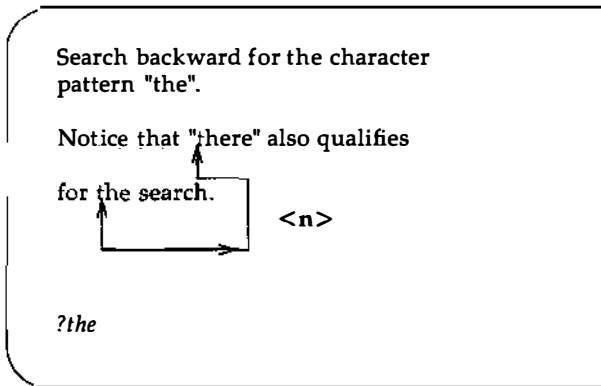 Search backward for the character
pattern "the".
Notice that "there" also qualifies
for the search.
<n>
?the